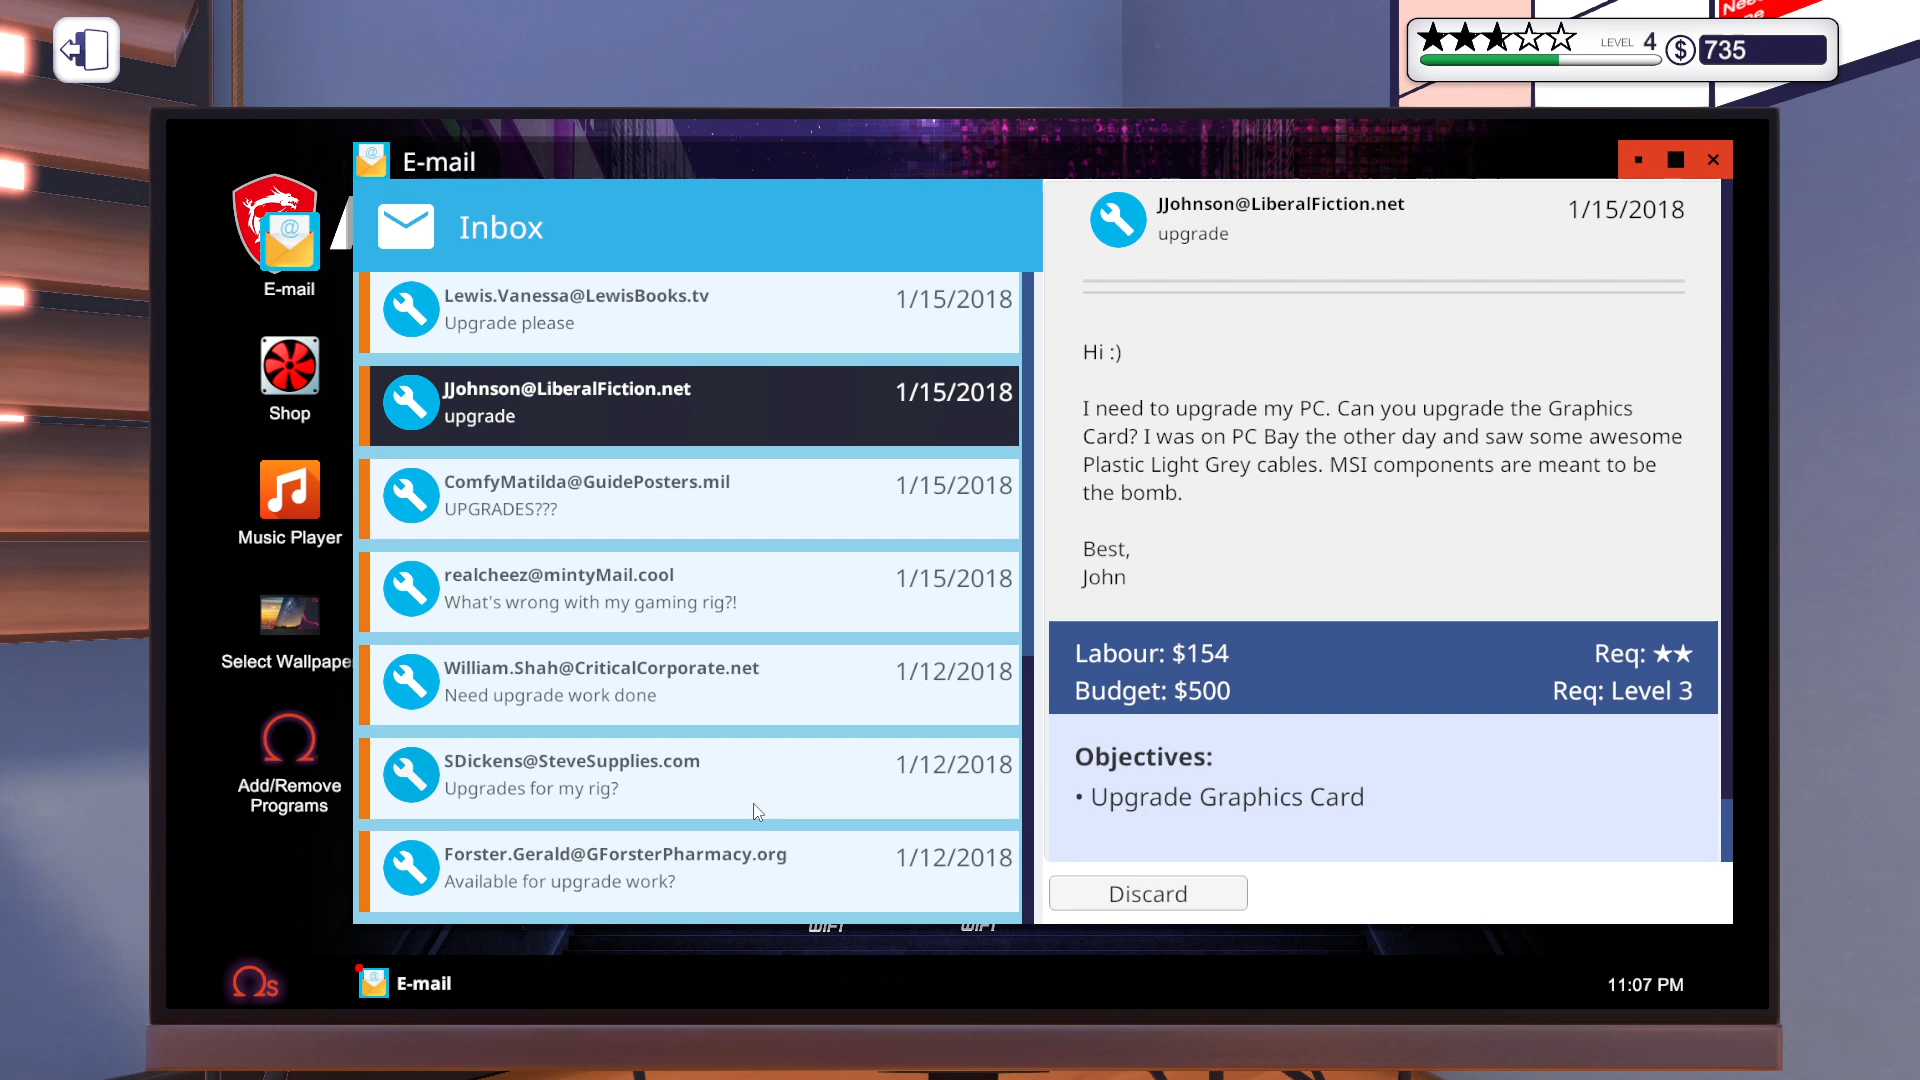 LEVEL 4 $ 735
E-mail
Inbox
E-mail
Shop
Music Player
Select Wallpape
Add/Remove
Programs
Lewis.Vanessa@LewisBooks.tv 1/15/2018
Upgrade please
JJohnson@LiberalFiction.net 1/15/2018
upgrade
ComfyMatilda@GuidePosters.mil 1/15/2018
UPGRADES???
realcheez@mintyMail.cool 1/15/2018
What's wrong with my gaming rig?!
William.Shah@CriticalCorporate.net 1/12/2018
Need upgrade work done
SDickens@SteveSupplies.com 1/12/2018
Upgrades for my rig?
Forster.Gerald@GForsterPharmacy.org 1/12/2018
Available for upgrade work?
JJohnson@LiberalFiction.net 1/15/2018
upgrade
Hi :)
I need to upgrade my PC. Can you upgrade the Graphics
Card? I was on PC Bay the other day and saw some awesome
Plastic Light Grey cables. MSI components are meant to be
the bomb.
Best,
John
Labour: $154 Req: ★★
Budget: $500 Req: Level 3
Objectives:
• Upgrade Graphics Card
Discard
WIFI WIFI
Ωs E-mail 11:07 PM